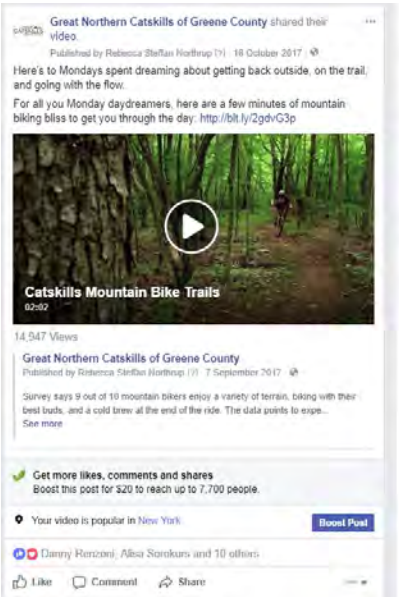 Great Northern Catskills of Greene County shared their
video.
Published by Rebecca Steffan Northrup [?] · 16 October 2017 ·
Here's to Mondays spent dreaming about getting back outside, on the trail,
and going with the flow.
For all you Monday daydreamers, here are a few minutes of mountain
biking bliss to get you through the day: http://bit.ly/2gdvG3p
Catskills Mountain Bike Trails
02:02
14,947 Views
Great Northern Catskills of Greene County
Published by Rebecca Steffan Northrup [?] · 7 September 2017 ·
Survey says 9 out of 10 mountain bikers enjoy a variety of terrain, biking with their
best buds, and a cold brew at the end of the ride. The data points to expe...
See more
Get more likes, comments and shares
Boost this post for $20 to reach up to 7,700 people.
Your video is popular in New York
Boost Post
Danny Renzoni, Alisa and 10 others
Like Comment Share